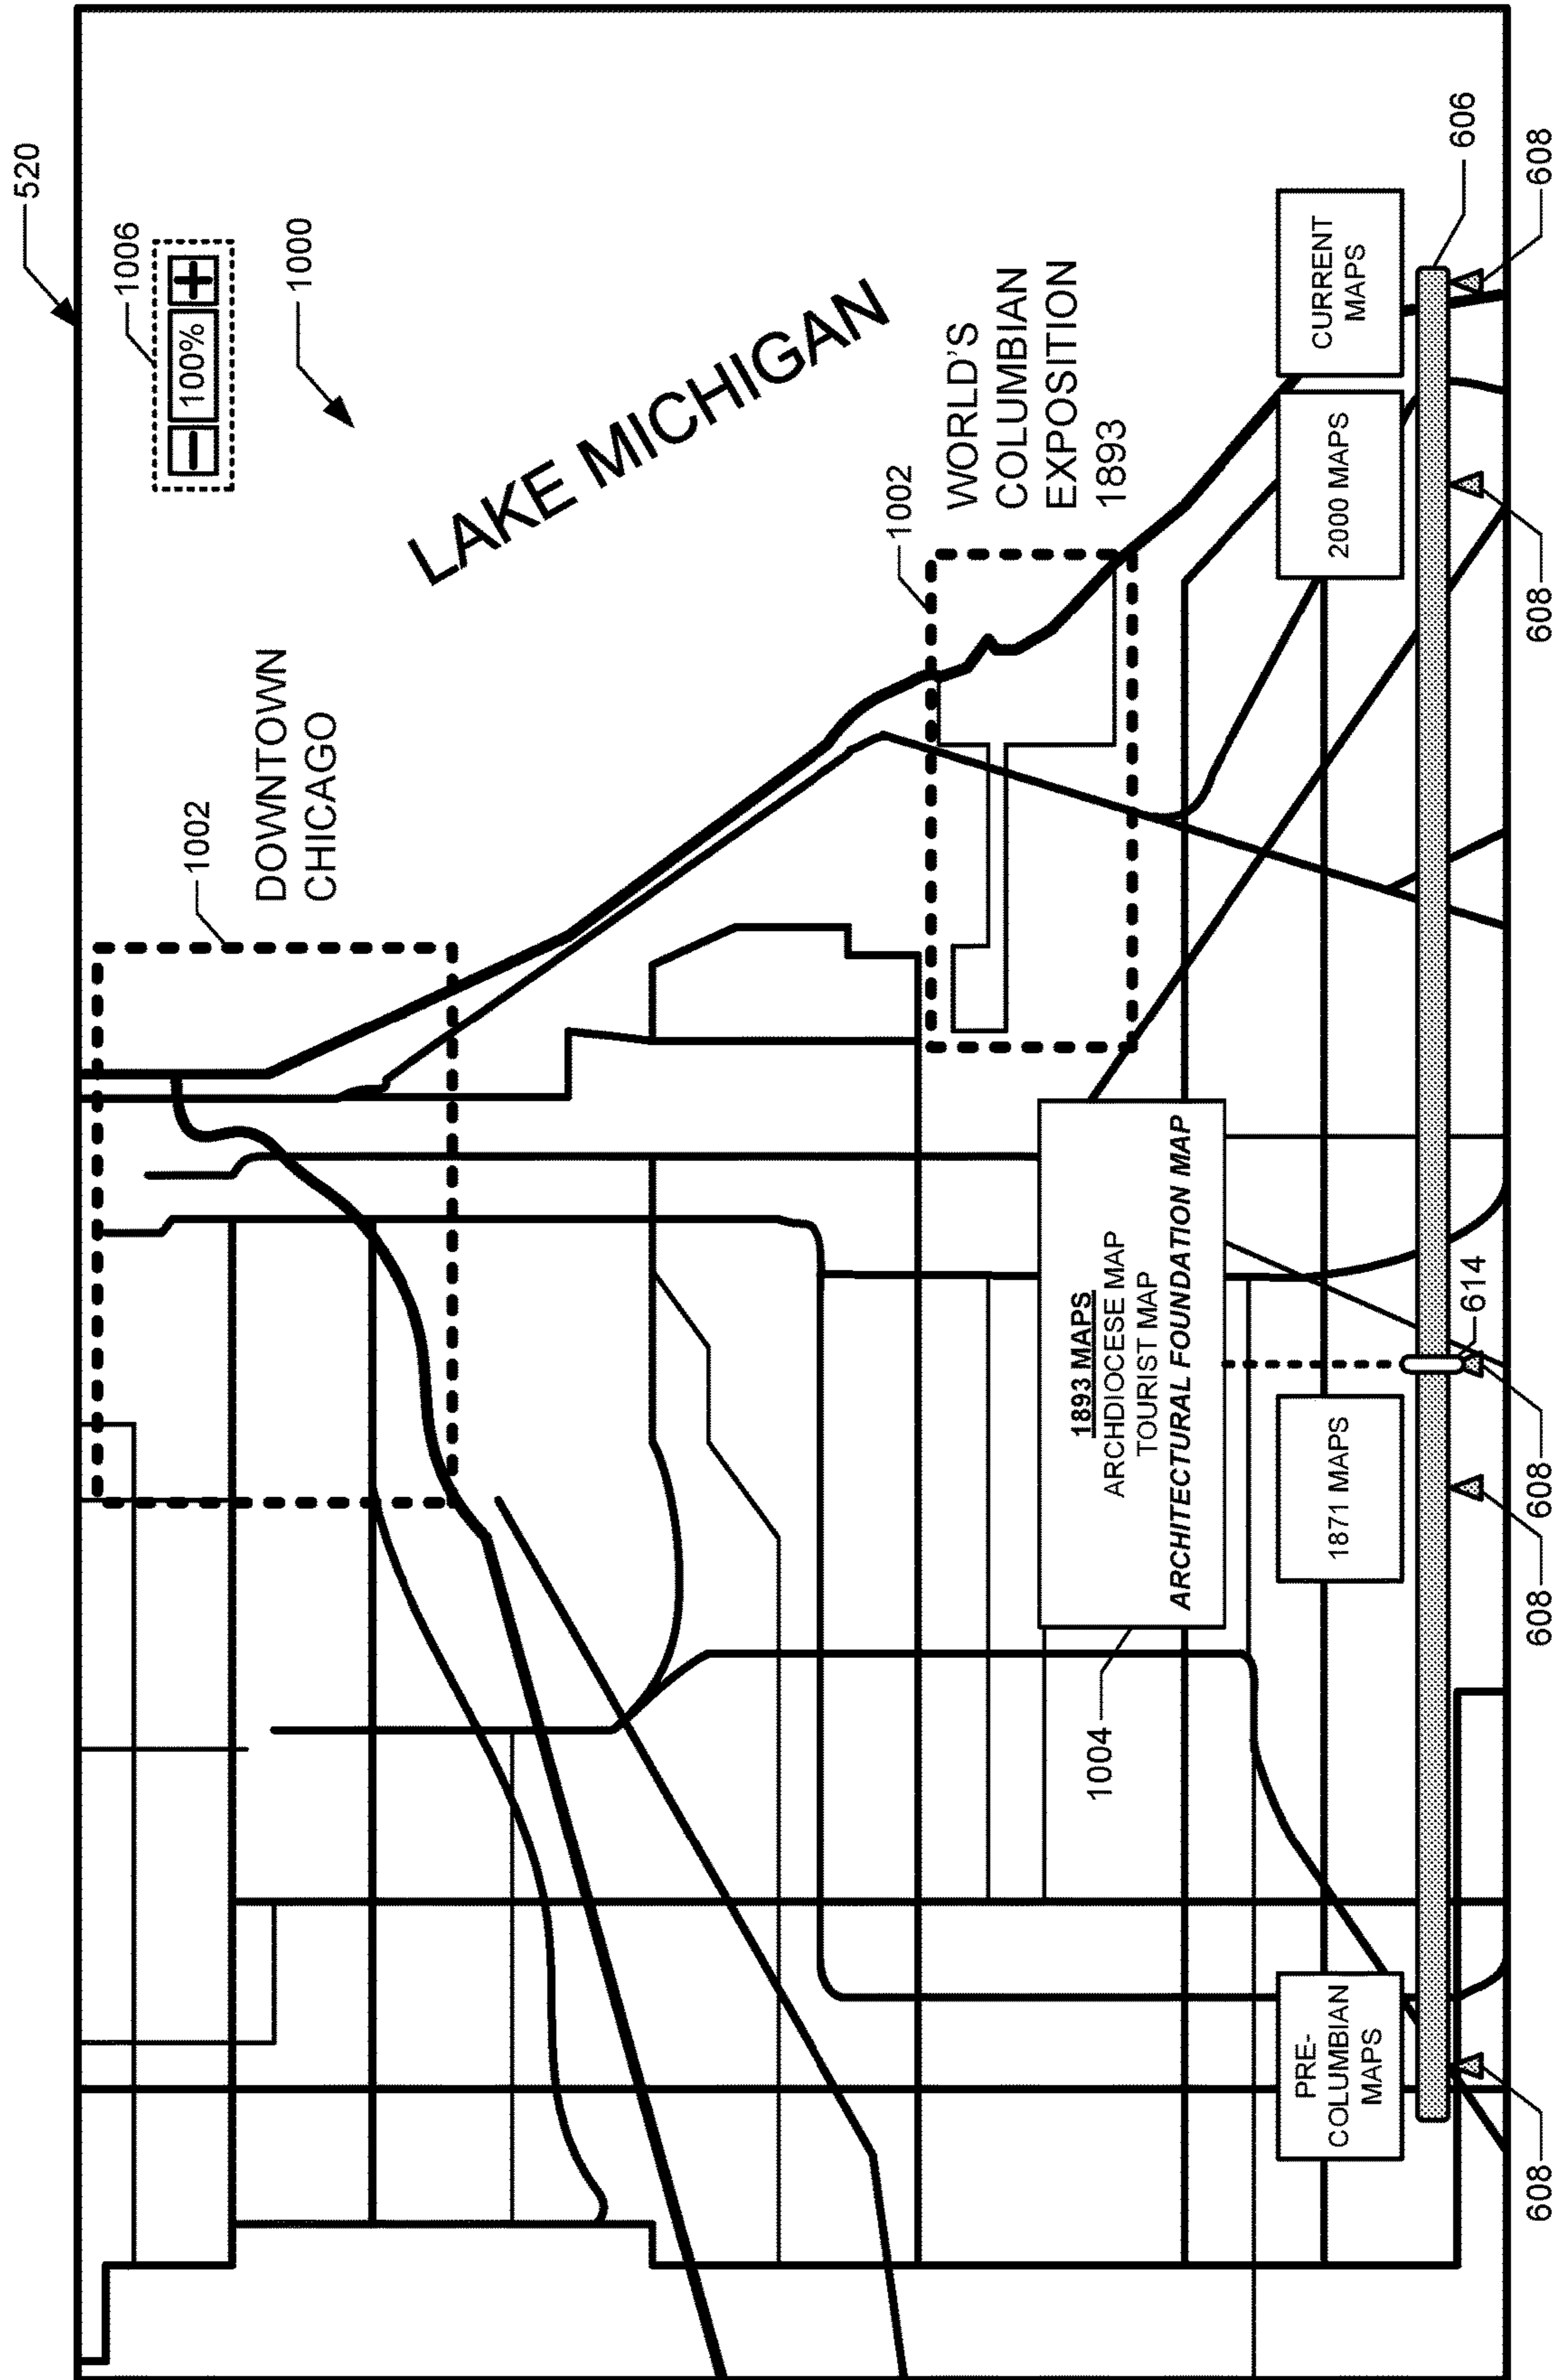 520
1006
100%
1000
1002
DOWNTOWN
CHICAGO
LAKE MICHIGAN
1002
WORLD'S
COLUMBIAN
EXPOSITION
1893
1004
1893 MAPS
ARCHDIOCESE MAP
TOURIST MAP
ARCHITECTURAL FOUNDATION MAP
PRE-
COLUMBIAN
MAPS
1871 MAPS
2000 MAPS
CURRENT
MAPS
606
614
608
608
608
608
608